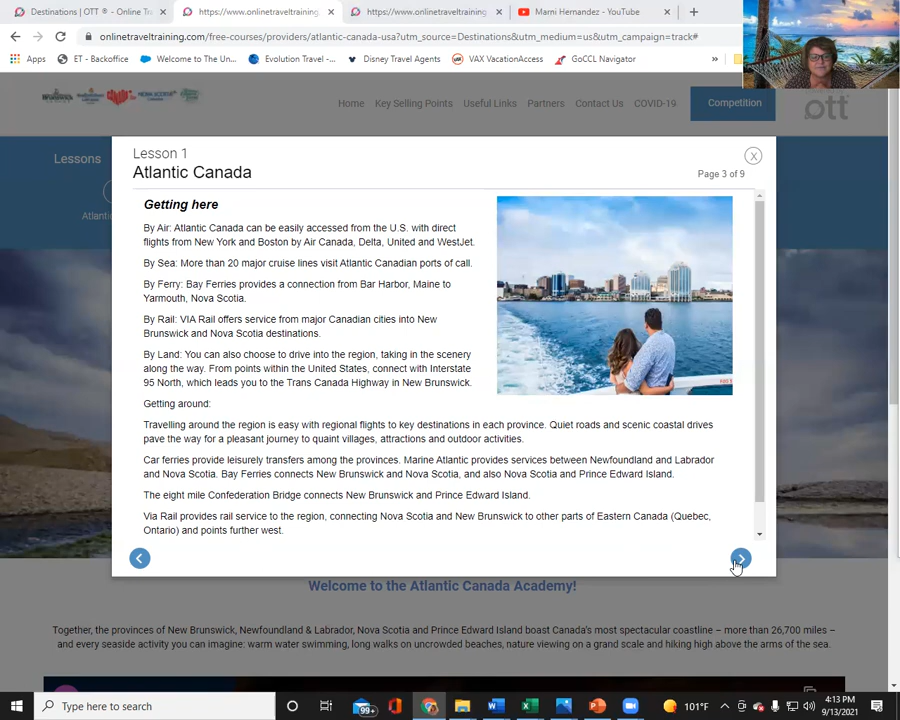 Destinations | OTT ® - Online Tra
https://www.onlinetraveltraining.
https://www.onlinetraveltraining.
Marni Hernandez - YouTube
onlinetraveltraining.com/free-courses/providers/atlantic-canada-usa?utm_source=Destinations&utm_medium=us&utm_campaign=track#
Apps
ET - Backoffice
Welcome to The Un...
Evolution Travel -...
Disney Travel Agents
VAX VacationAccess
GoCCL Navigator
»
Home
Key Selling Points
Useful Links
Partners
Contact Us
COVID-19
Competition
ott
Lessons
Atlanti
Lesson 1
Atlantic Canada
X
Page 3 of 9
Getting here
By Air: Atlantic Canada can be easily accessed from the U.S. with direct
flights from New York and Boston by Air Canada, Delta, United and WestJet.
By Sea: More than 20 major cruise lines visit Atlantic Canadian ports of call.
By Ferry: Bay Ferries provides a connection from Bar Harbor, Maine to
Yarmouth, Nova Scotia.
By Rail: VIA Rail offers service from major Canadian cities into New
Brunswick and Nova Scotia destinations.
By Land: You can also choose to drive into the region, taking in the scenery
along the way. From points within the United States, connect with Interstate
95 North, which leads you to the Trans Canada Highway in New Brunswick.
Getting around:
Travelling around the region is easy with regional flights to key destinations in each province. Quiet roads and scenic coastal drives
pave the way for a pleasant journey to quaint villages, attractions and outdoor activities.
Car ferries provide leisurely transfers among the provinces. Marine Atlantic provides services between Newfoundland and Labrador
and Nova Scotia. Bay Ferries connects New Brunswick and Nova Scotia, and also Nova Scotia and Prince Edward Island.
The eight mile Confederation Bridge connects New Brunswick and Prince Edward Island.
Via Rail provides rail service to the region, connecting Nova Scotia and New Brunswick to other parts of Eastern Canada (Quebec,
Ontario) and points further west.
Welcome to the Atlantic Canada Academy!
Together, the provinces of New Brunswick, Newfoundland & Labrador, Nova Scotia and Prince Edward Island boast Canada's most spectacular coastline – more than 26,700 miles –
and every seaside activity you can imagine: warm water swimming, long walks on uncrowded beaches, nature viewing on a grand scale and hiking high above the arms of the sea.
Type here to search
99+
101°F
4:13 PM
9/13/2021